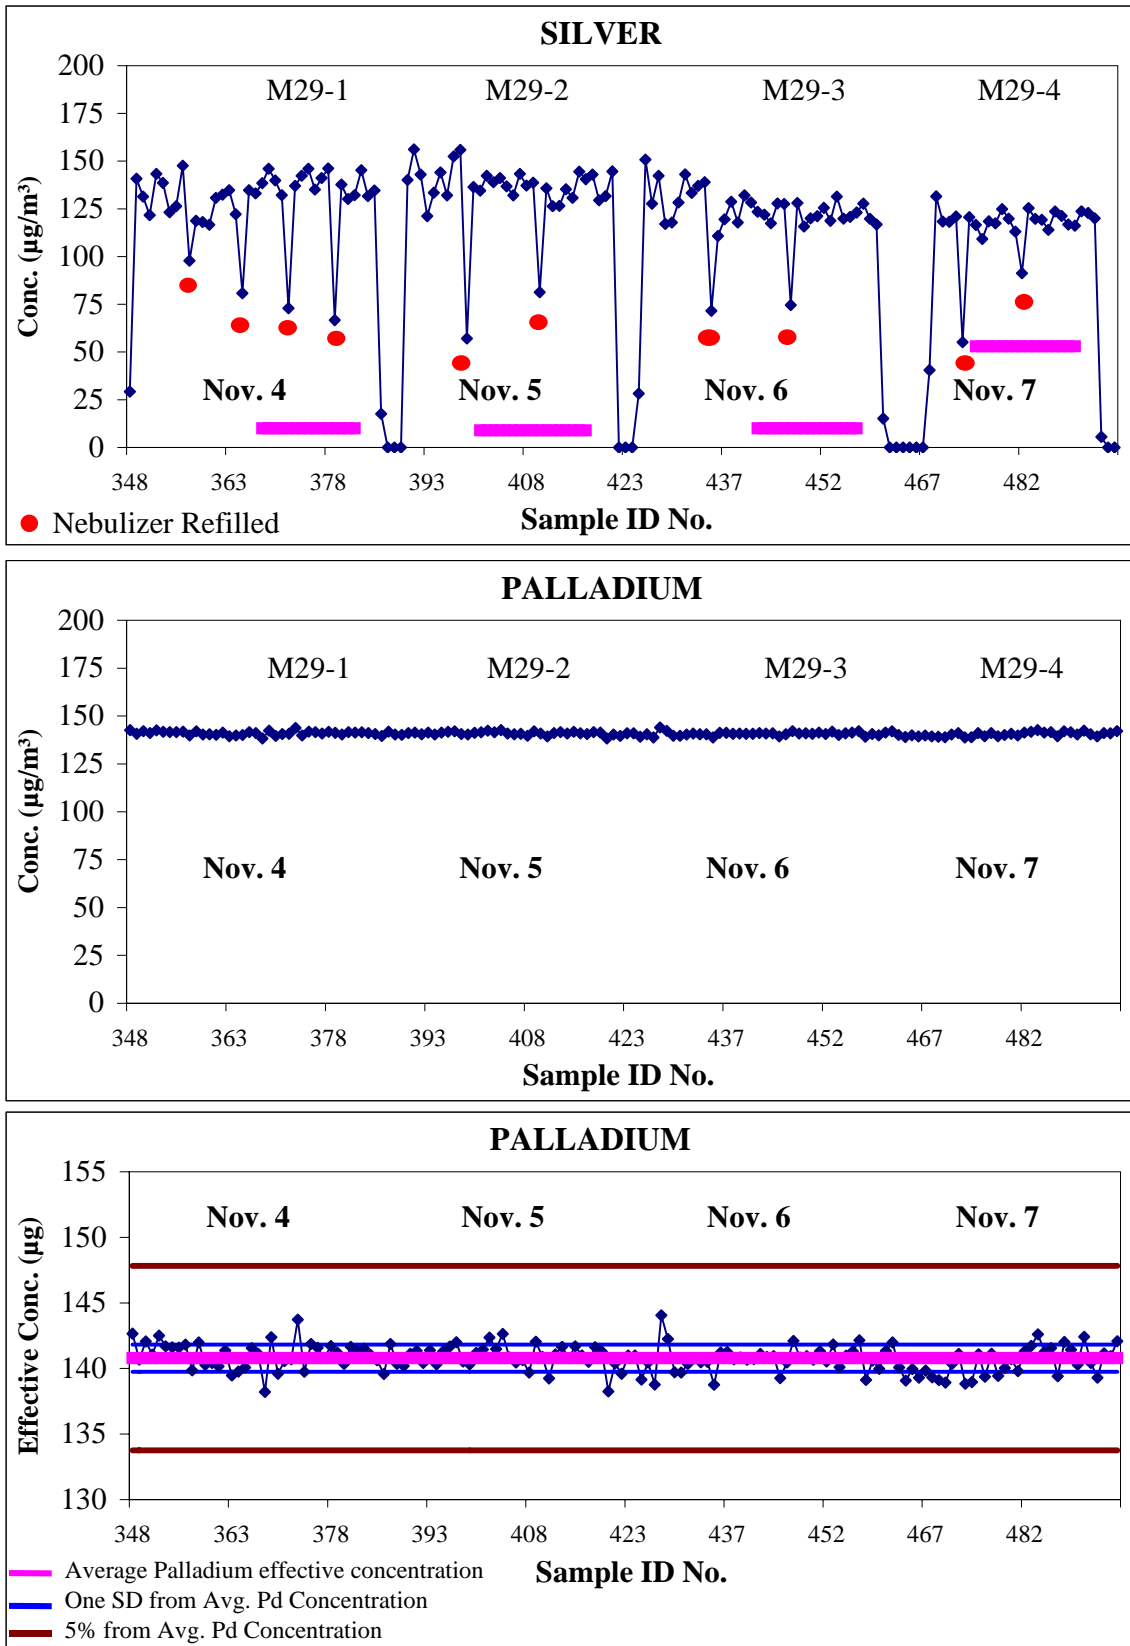 SILVER
200
175
150
125
100
75
50
25
0
Conc. (µg/m³)
M29-1 M29-2 M29-3 M29-4
Nov. 4 Nov. 5 Nov. 6 Nov. 7
348 363 378 393 408 423 437 452 467 482
Sample ID No.
Nebulizer Refilled
PALLADIUM
200
175
150
125
100
75
50
25
0
Conc. (µg/m³)
M29-1 M29-2 M29-3 M29-4
Nov. 4 Nov. 5 Nov. 6 Nov. 7
348 363 378 393 408 423 437 452 467 482
Sample ID No.
PALLADIUM
155
150
145
140
135
130
Effective Conc. (µg)
Nov. 4 Nov. 5 Nov. 6 Nov. 7
348 363 378 393 408 423 437 452 467 482
Sample ID No.
Average Palladium effective concentration
One SD from Avg. Pd Concentration
5% from Avg. Pd Concentration